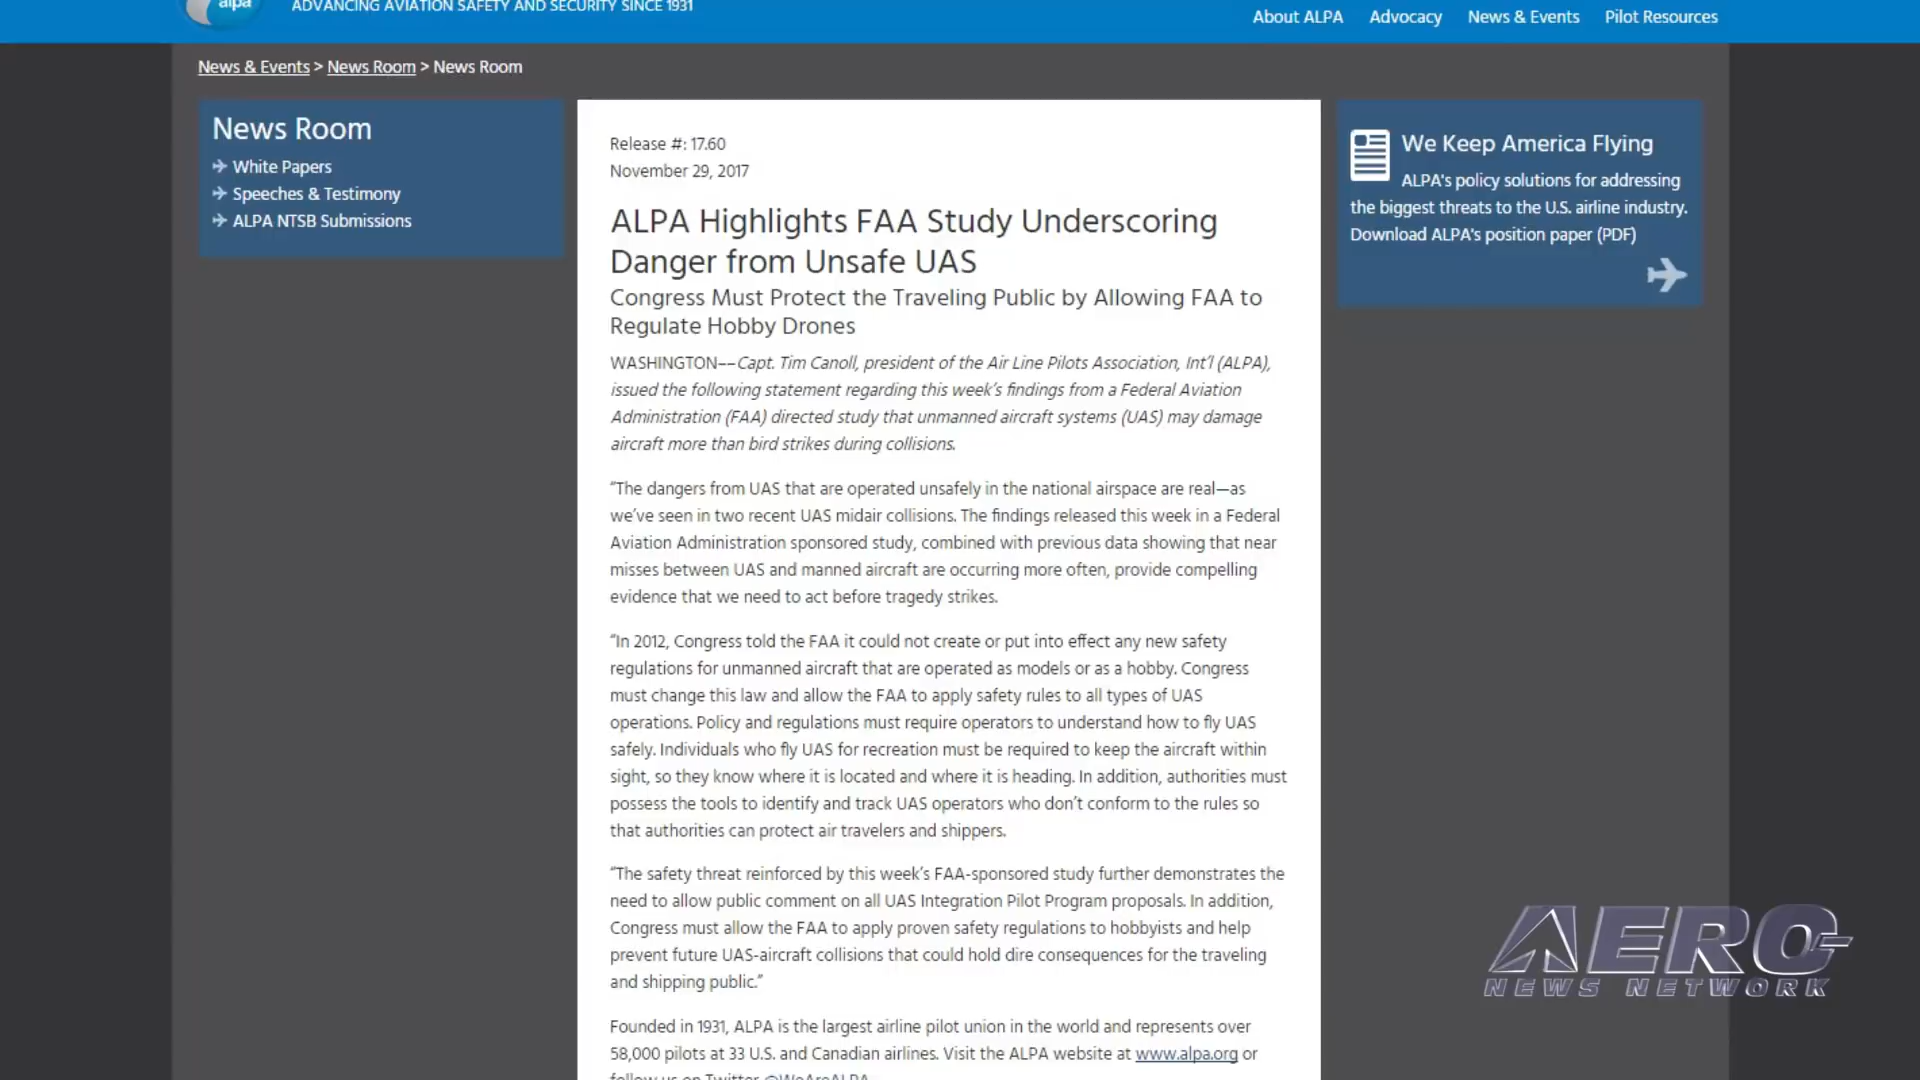 alpa
ADVANCING AVIATION SAFETY AND SECURITY SINCE 1931
About ALPA Advocacy News & Events Pilot Resources
News & Events > News Room > News Room
News Room
White Papers
Speeches & Testimony
ALPA NTSB Submissions
Release #: 17.60
November 29, 2017
ALPA Highlights FAA Study Underscoring
Danger from Unsafe UAS
Congress Must Protect the Traveling Public by Allowing FAA to
Regulate Hobby Drones
WASHINGTON––Capt. Tim Canoll, president of the Air Line Pilots Association, Int’l (ALPA),
issued the following statement regarding this week’s findings from a Federal Aviation
Administration (FAA) directed study that unmanned aircraft systems (UAS) may damage
aircraft more than bird strikes during collisions.
“The dangers from UAS that are operated unsafely in the national airspace are real—as
we’ve seen in two recent UAS midair collisions. The findings released this week in a Federal
Aviation Administration sponsored study, combined with previous data showing that near
misses between UAS and manned aircraft are occurring more often, provide compelling
evidence that we need to act before tragedy strikes.
“In 2012, Congress told the FAA it could not create or put into effect any new safety
regulations for unmanned aircraft that are operated as models or as a hobby. Congress
must change this law and allow the FAA to apply safety rules to all types of UAS
operations. Policy and regulations must require operators to understand how to fly UAS
safely. Individuals who fly UAS for recreation must be required to keep the aircraft within
sight, so they know where it is located and where it is heading. In addition, authorities must
possess the tools to identify and track UAS operators who don’t conform to the rules so
that authorities can protect air travelers and shippers.
“The safety threat reinforced by this week’s FAA-sponsored study further demonstrates the
need to allow public comment on all UAS Integration Pilot Program proposals. In addition,
Congress must allow the FAA to apply proven safety regulations to hobbyists and help
prevent future UAS-aircraft collisions that could hold dire consequences for the traveling
and shipping public.”
Founded in 1931, ALPA is the largest airline pilot union in the world and represents over
58,000 pilots at 33 U.S. and Canadian airlines. Visit the ALPA website at www.alpa.org or
follow us on Twitter @WeAreALPA.
We Keep America Flying
ALPA's policy solutions for addressing
the biggest threats to the U.S. airline industry.
Download ALPA's position paper (PDF)
AERO-
NEWS NETWORK